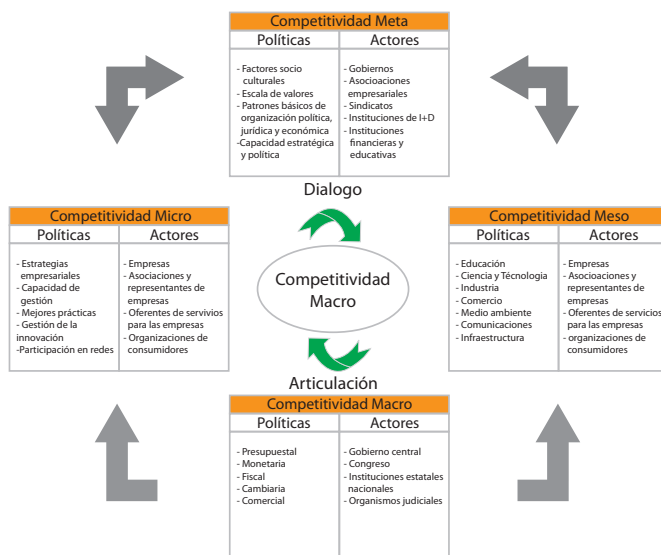 Competitividad Meta
Políticas
- Factores socio
culturales
- Escala de valores
- Patrones básicos de
organización política,
jurídica y económica
-Capacidad estratégica
y política
Actores
- Gobiernos
- Asocioaciones
empresariales
- Sindicatos
- Instituciones de I+D
- Instituciones
financieras y
educativas
Dialogo
Competitividad Micro
Políticas
- Estrategias
empresariales
- Capacidad de
gestión
- Mejores prácticas
- Gestión de la
innovación
-Participación en redes
Actores
- Empresas
- Asociaciones y
representantes de
empresas
- Oferentes de servivios
para las empresas
- Organizaciones de
consumidores
Competitividad
Macro
Competitividad Meso
Políticas
- Educación
- Ciencia y Técnologia
- Industria
- Comercio
- Medio ambiente
- Comunicaciones
- Infraestructura
Actores
- Empresas
- Asocioaciones y
representantes de
empresas
- Oferentes de servicios
para las empresas
- organizaciones de
consumidores
Articulación
Competitividad Macro
Políticas
- Presupuestal
- Monetaria
- Fiscal
- Cambiaria
- Comercial
Actores
- Gobierno central
- Congreso
- Instituciones estatales
nacionales
- Organismos judiciales